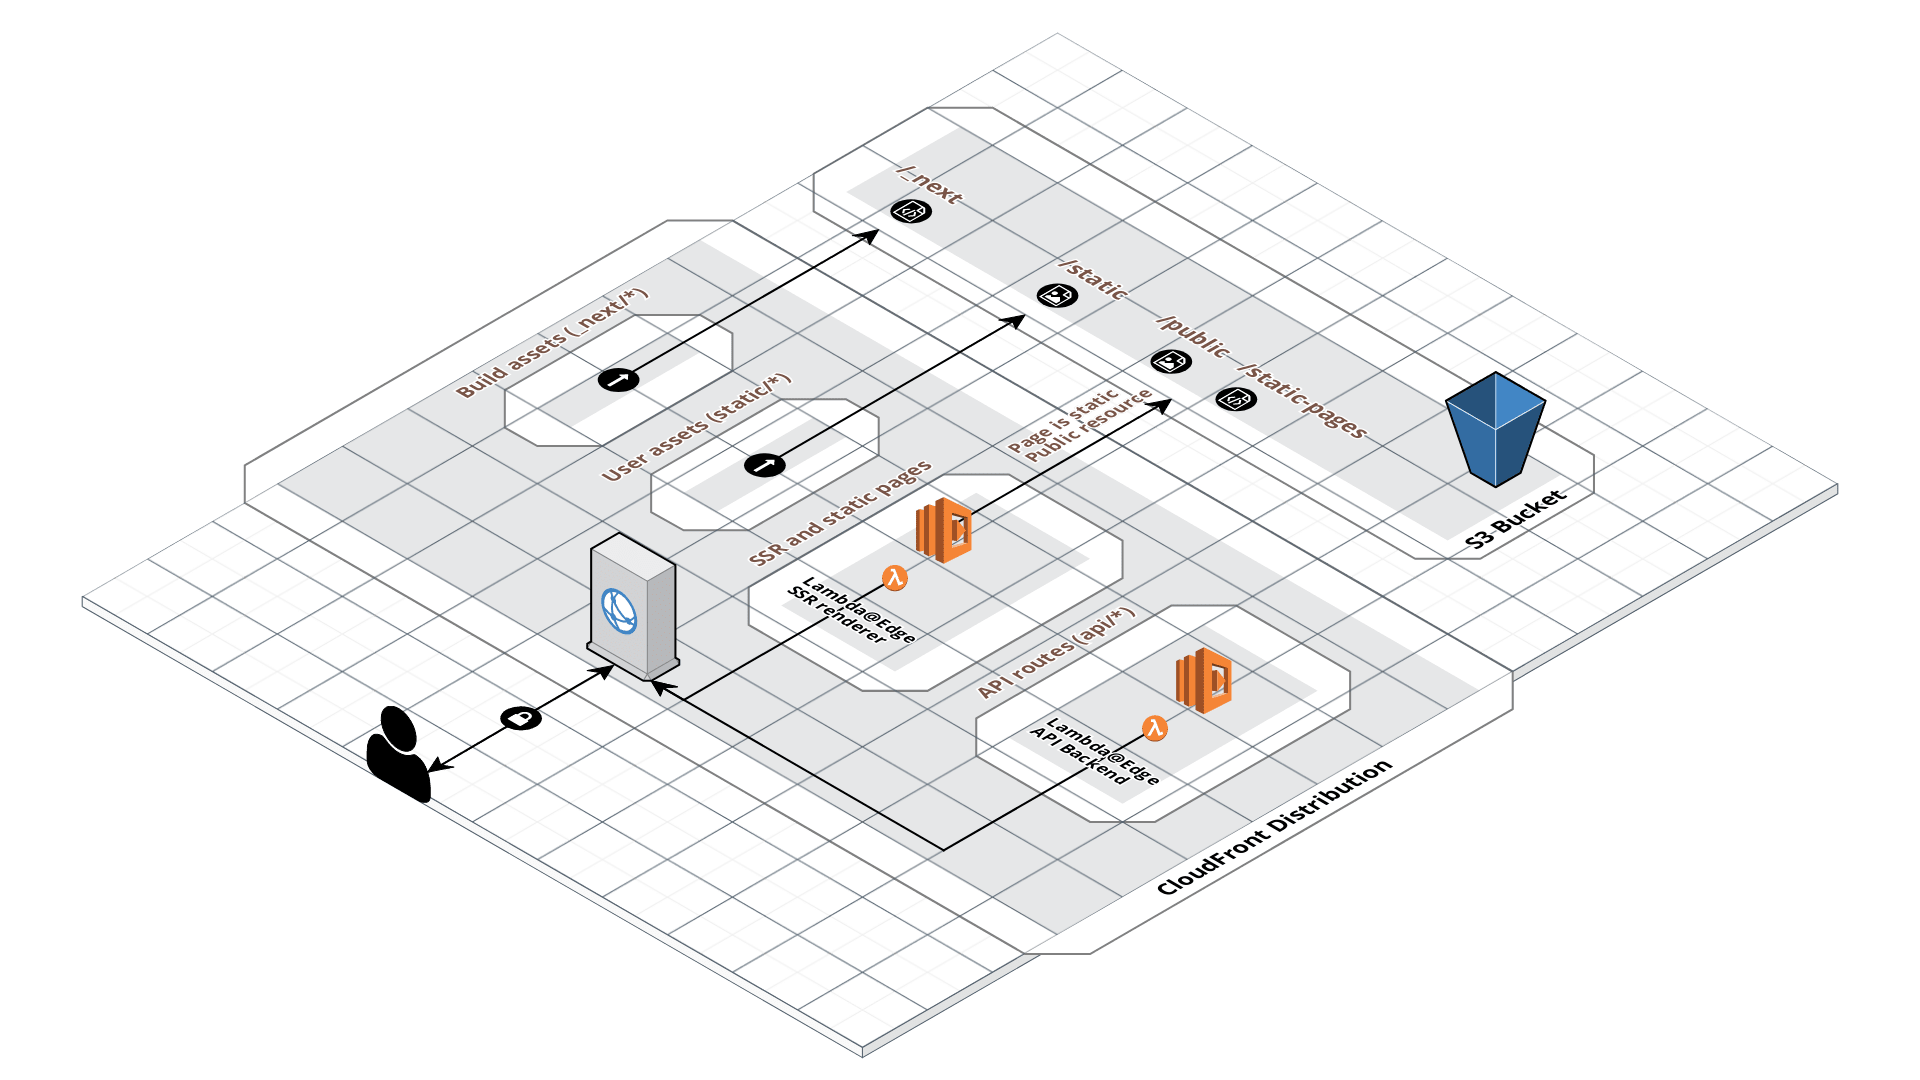 /_next
/static
/public
/static-pages
Build assets (_next/*)
User assets (static/*)
Page is static
Public resource
SSR and static pages
Lambda@Edge
SSR renderer
API routes (api/*)
Lambda@Edge
API Backend
S3 Bucket
CloudFront Distribution